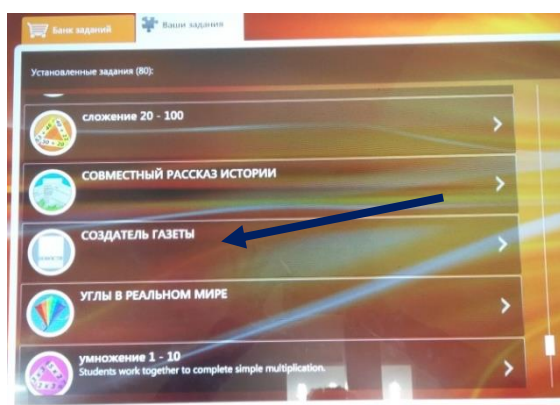 Банк заданий
Ваши задания
Установленные задания (80):
сложение 20 - 100
СОВМЕСТНЫЙ РАССКАЗ ИСТОРИИ
СОЗДАТЕЛЬ ГАЗЕТЫ
УГЛЫ В РЕАЛЬНОМ МИРЕ
умножение 1 - 10
Students work together to complete simple multiplication.